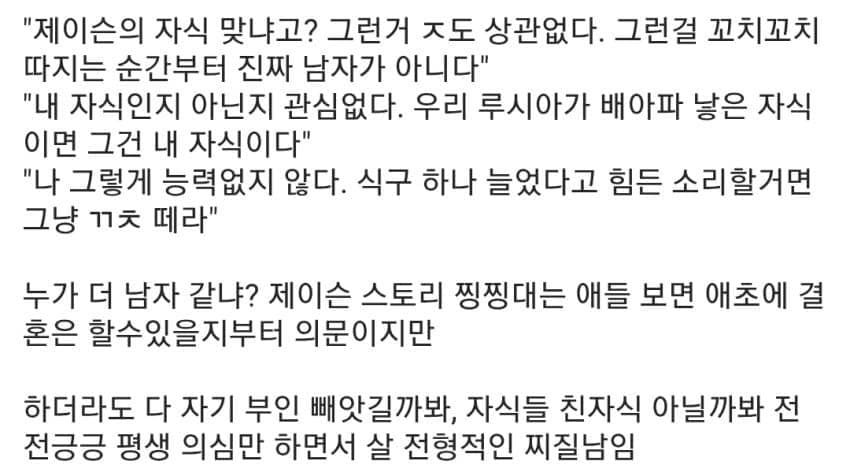 "제이슨의 자식 맞냐고? 그런거 ㅈ도 상관없다. 그런걸 꼬치꼬치
따지는 순간부터 진짜 남자가 아니다"
"내 자식인지 아닌지 관심없다. 우리 루시아가 배아파 낳은 자식
이면 그건 내 자식이다"
"나 그렇게 능력없지 않다. 식구 하나 늘었다고 힘든 소리할거면
그냥 ㄲㅊ 떼라"
누가 더 남자 같냐? 제이슨 스토리 찡찡대는 애들 보면 애초에 결
혼은 할수있을지부터 의문이지만
하더라도 다 자기 부인 빼앗길까봐, 자식들 친자식 아닐까봐 전
전긍긍 평생 의심만 하면서 살 전형적인 찌질남임